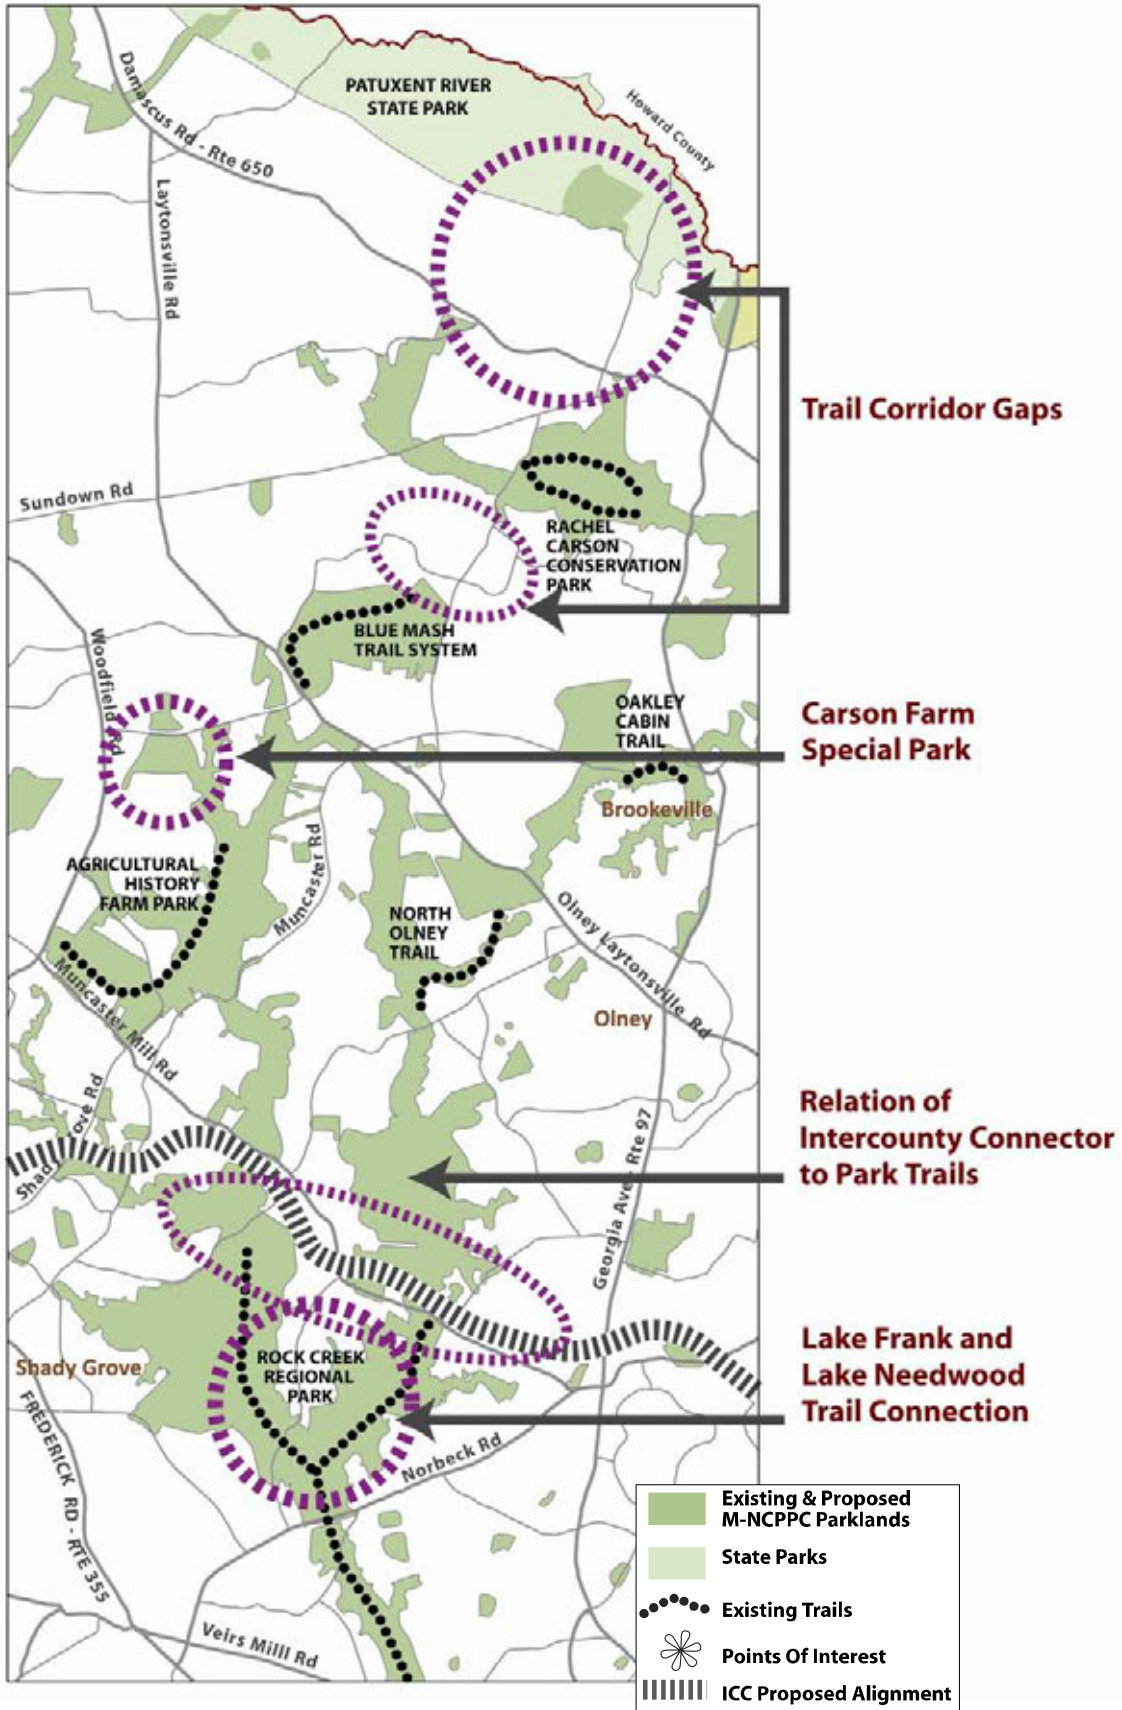 PATUXENT RIVER
STATE PARK
Howard County
Damascus Rd - Rte 650
Laytonsville Rd
Trail Corridor Gaps
Sundown Rd
RACHEL
CARSON
CONSERVATION
PARK
BLUE MASH
TRAIL SYSTEM
Woodfield Rd
OAKLEY
CABIN
TRAIL
Carson Farm
Special Park
Brookeville
Muncaster Rd
AGRICULTURAL
HISTORY
FARM PARK
NORTH
OLNEY
TRAIL
Olney Laytonsville Rd
Muncaster Mill Rd
Olney
Shady Grove Rd
Georgia Ave - Rte 97
Relation of
Intercounty Connector
to Park Trails
Lake Frank and
Lake Needwood
Trail Connection
ROCK CREEK
REGIONAL
PARK
Shady Grove
FREDERICK RD - RTE 355
Norbeck Rd
Veirs Milll Rd
Existing & Proposed
M-NCPPC Parklands
State Parks
Existing Trails
Points Of Interest
ICC Proposed Alignment